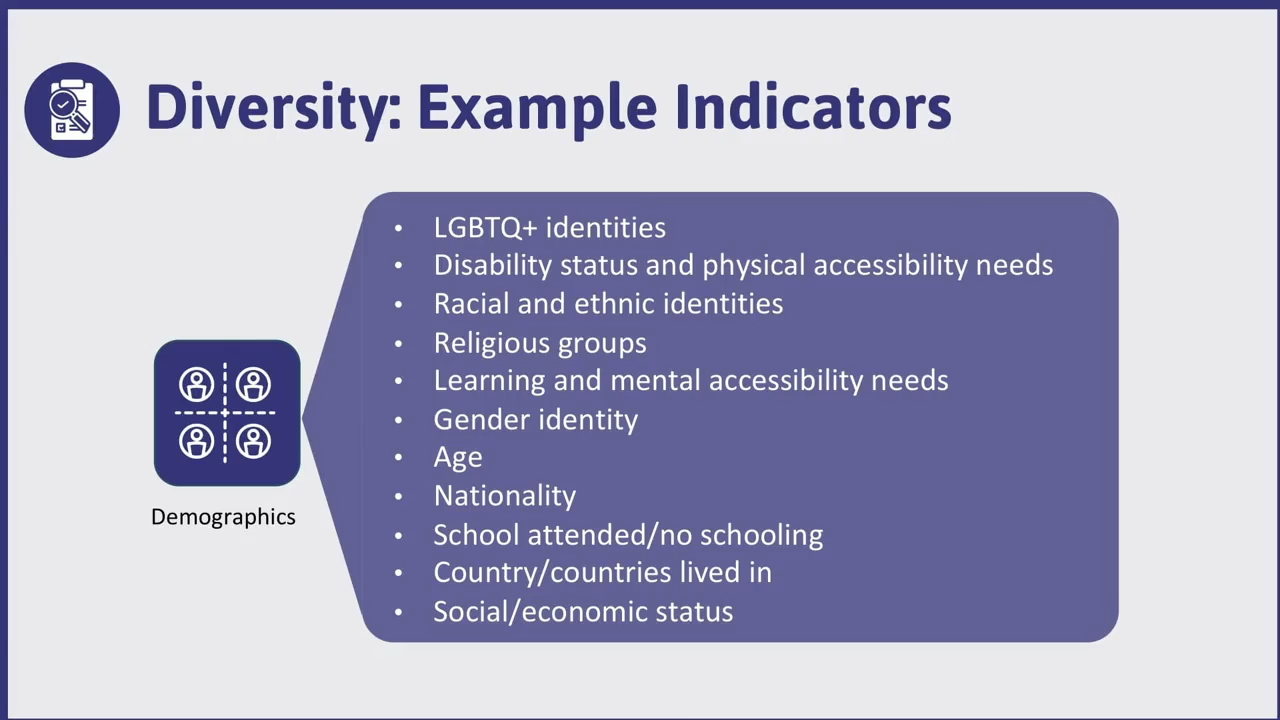 Diversity: Example Indicators
• LGBTQ+ identities
• Disability status and physical accessibility needs
• Racial and ethnic identities
• Religious groups
• Learning and mental accessibility needs
• Gender identity
• Age
• Nationality
• School attended/no schooling
• Country/countries lived in
• Social/economic status
Demographics